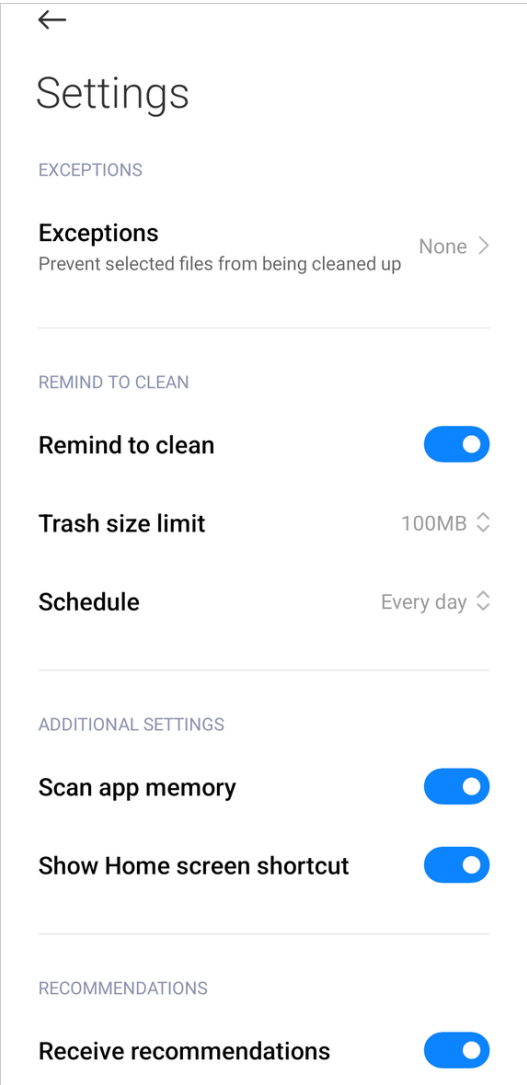 Settings
EXCEPTIONS
Exceptions
Prevent selected files from being cleaned up
None
REMIND TO CLEAN
Remind to clean
Trash size limit
100MB
Schedule
Every day
ADDITIONAL SETTINGS
Scan app memory
Show Home screen shortcut
RECOMMENDATIONS
Receive recommendations